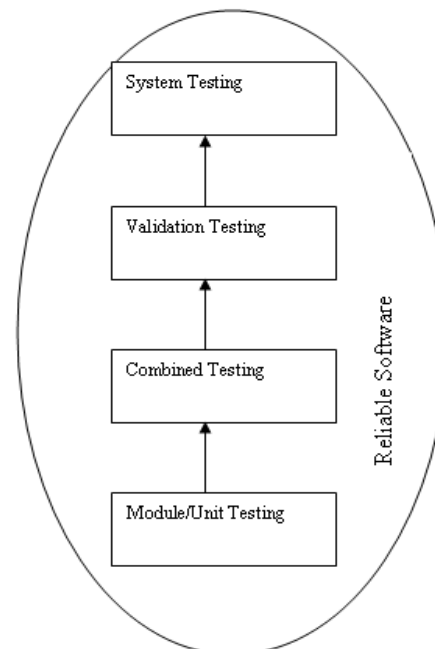 System Testing
Validation Testing
Combined Testing
Module/Unit Testing
Reliable Software